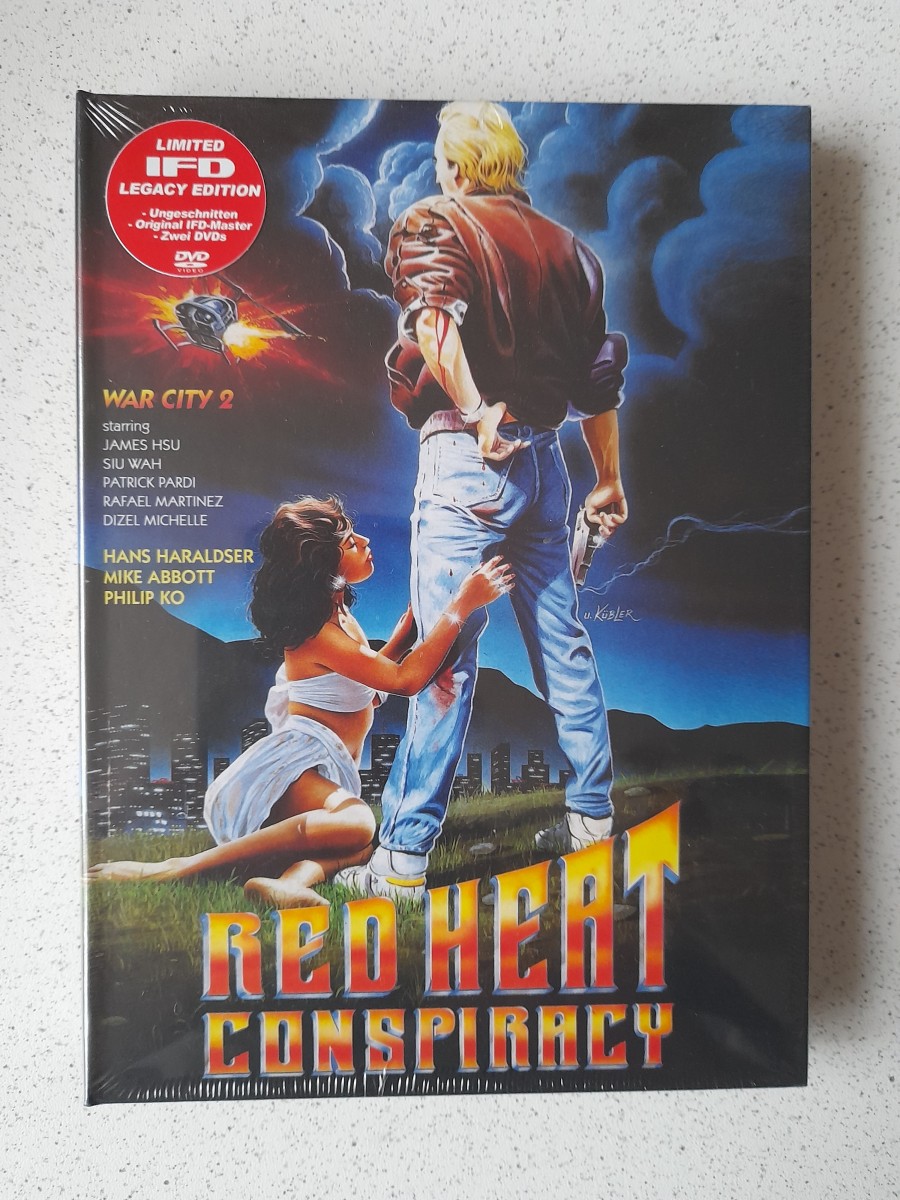 LIMITED
IFD
LEGACY EDITION
- Ungeschnitten
- Original IFD-Master
- Zwei DVDs
DVD
VIDEO
WAR CITY 2
starring
JAMES HSU
SIU WAH
PATRICK PARDI
RAFAEL MARTINEZ
DIZEL MICHELLE
HANS HARALDSER
MIKE ABBOTT
PHILIP KO
U. KÜBLER
RED HEAT
CONSPIRACY